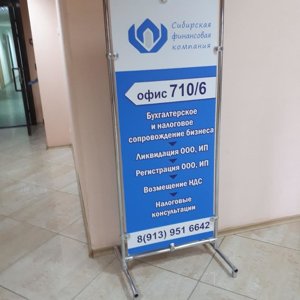 Сибирская
финансовая
компания
офис 710/6
Бухгалтерское
и налоговое
сопровождение бизнеса
Ликвидация ООО, ИП
Регистрация ООО, ИП
Возмещение НДС
Налоговые
консультации
8(913) 951 6642